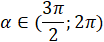 α ∈ (3π/2; 2π)